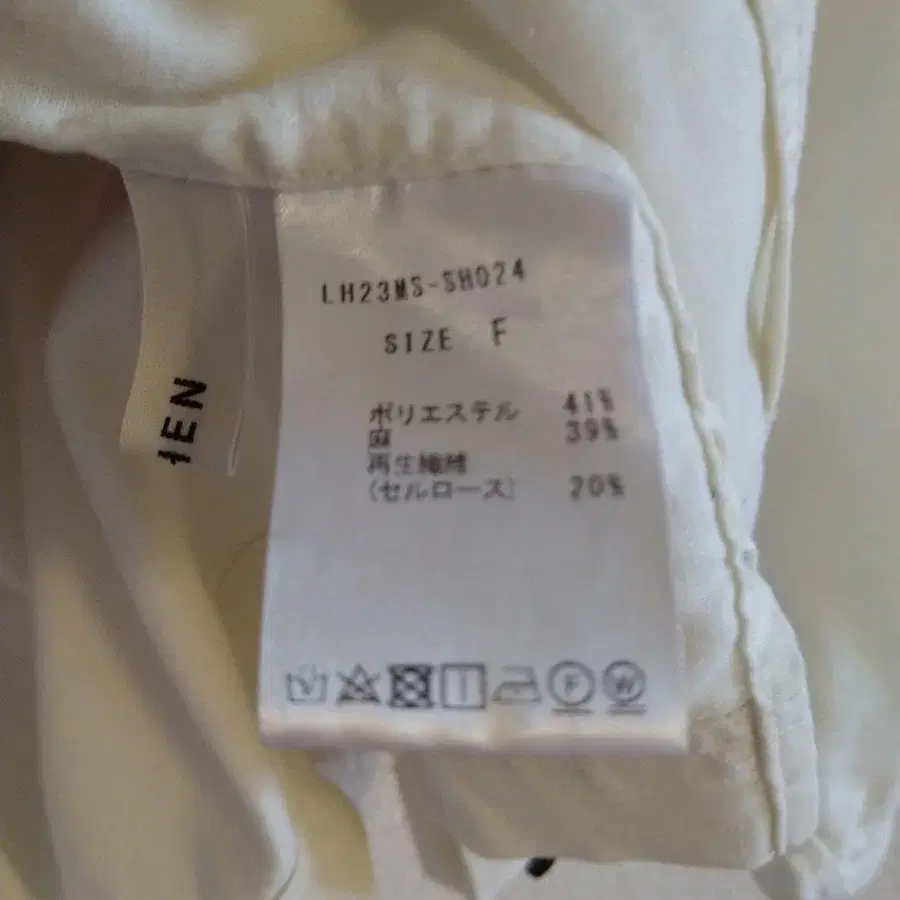 LH23MS-SH024
SIZE F
ポリエステル 41%
麻 39%
再生繊維
(セルロース) 20%
F W
HEN